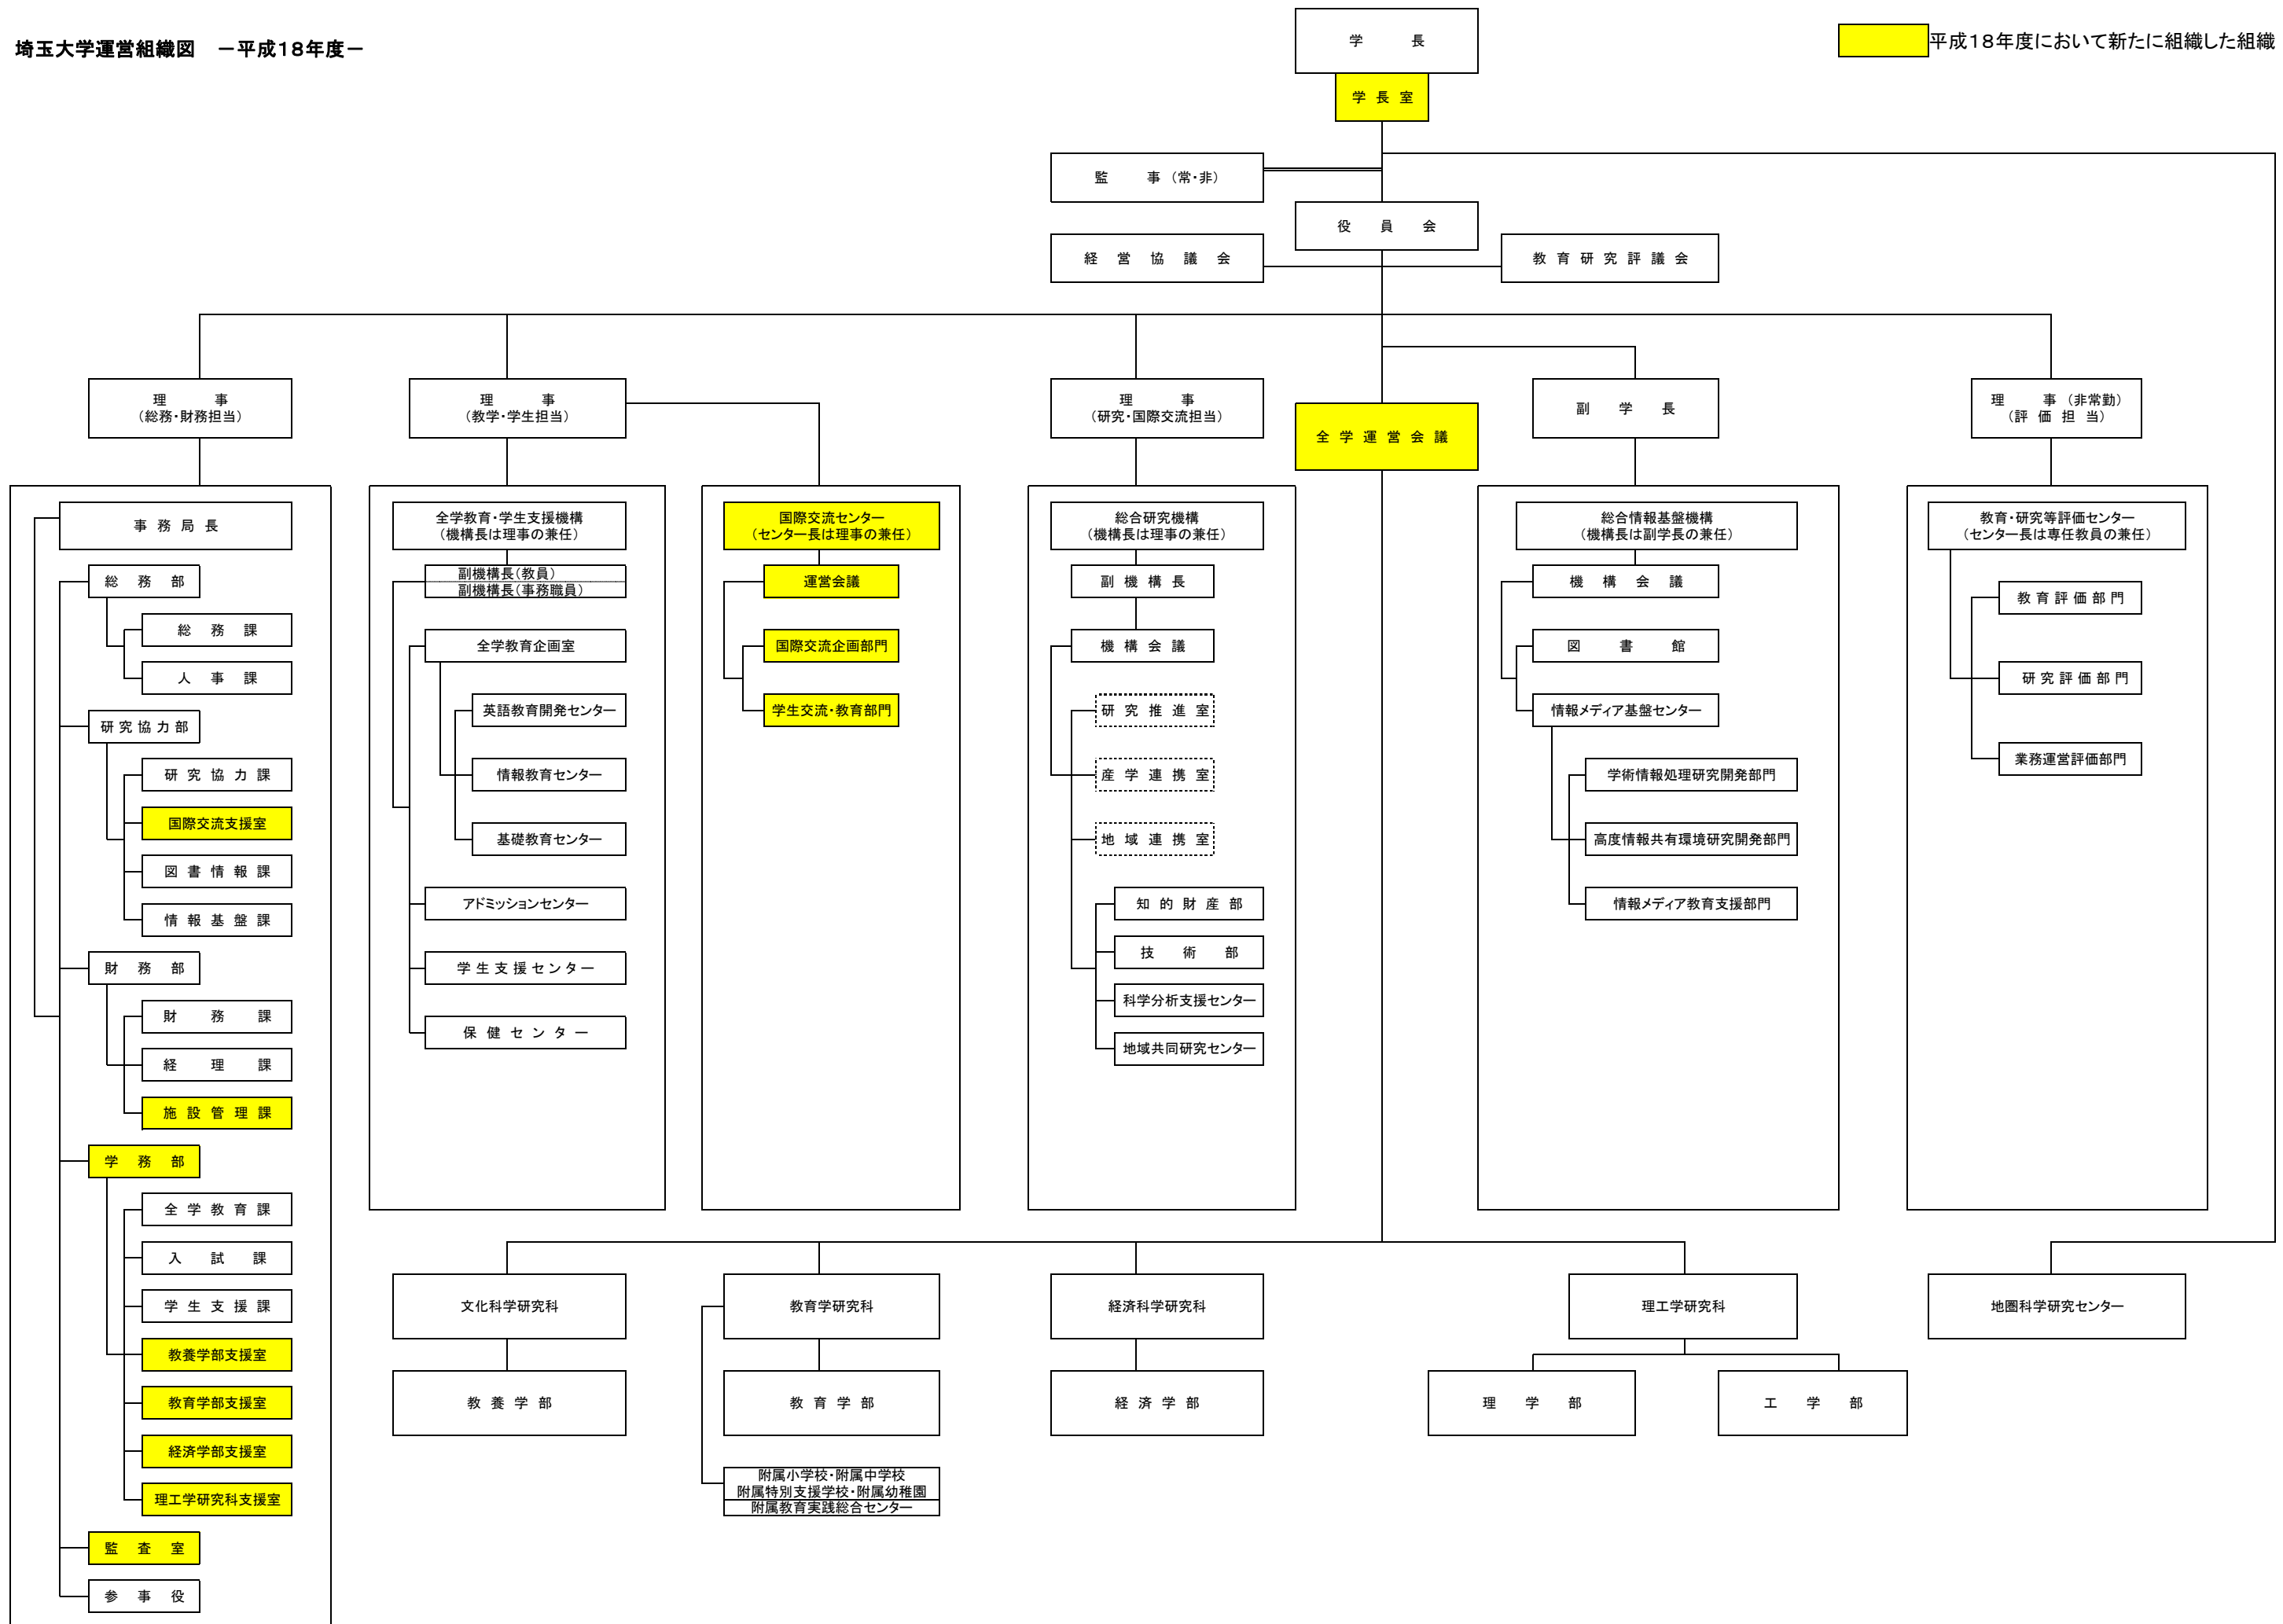 埼玉大学運営組織図　－平成18年度－
平成18年度において新たに組織した組織
学長
学長室
監事（常・非）
役員会
経営協議会
教育研究評議会
理事
（総務・財務担当）
理事
（教学・学生担当）
理事
（研究・国際交流担当）
全学運営会議
副学長
理事（非常勤）
（評価担当）
事務局長
総務部
総務課
人事課
研究協力部
研究協力課
国際交流支援室
図書情報課
情報基盤課
財務部
財務課
経理課
施設管理課
学務部
全学教育課
入試課
学生支援課
教養学部支援室
教育学部支援室
経済学部支援室
理工学研究科支援室
監査室
参事役
全学教育・学生支援機構
（機構長は理事の兼任）
副機構長（教員）
副機構長（事務職員）
全学教育企画室
英語教育開発センター
情報教育センター
基礎教育センター
アドミッションセンター
学生支援センター
保健センター
国際交流センター
（センター長は理事の兼任）
運営会議
国際交流企画部門
学生交流・教育部門
総合研究機構
（機構長は理事の兼任）
副機構長
機構会議
研究推進室
産学連携室
地域連携室
知的財産部
技術部
科学分析支援センター
地域共同研究センター
総合情報基盤機構
（機構長は副学長の兼任）
機構会議
図書館
情報メディア基盤センター
学術情報処理研究開発部門
高度情報共有環境研究開発部門
情報メディア教育支援部門
教育・研究等評価センター
（センター長は専任教員の兼任）
教育評価部門
研究評価部門
業務運営評価部門
文化科学研究科
教育学研究科
経済科学研究科
理工学研究科
地圏科学研究センター
教養学部
教育学部
経済学部
理学部
工学部
附属小学校・附属中学校
附属特別支援学校・附属幼稚園
附属教育実践総合センター